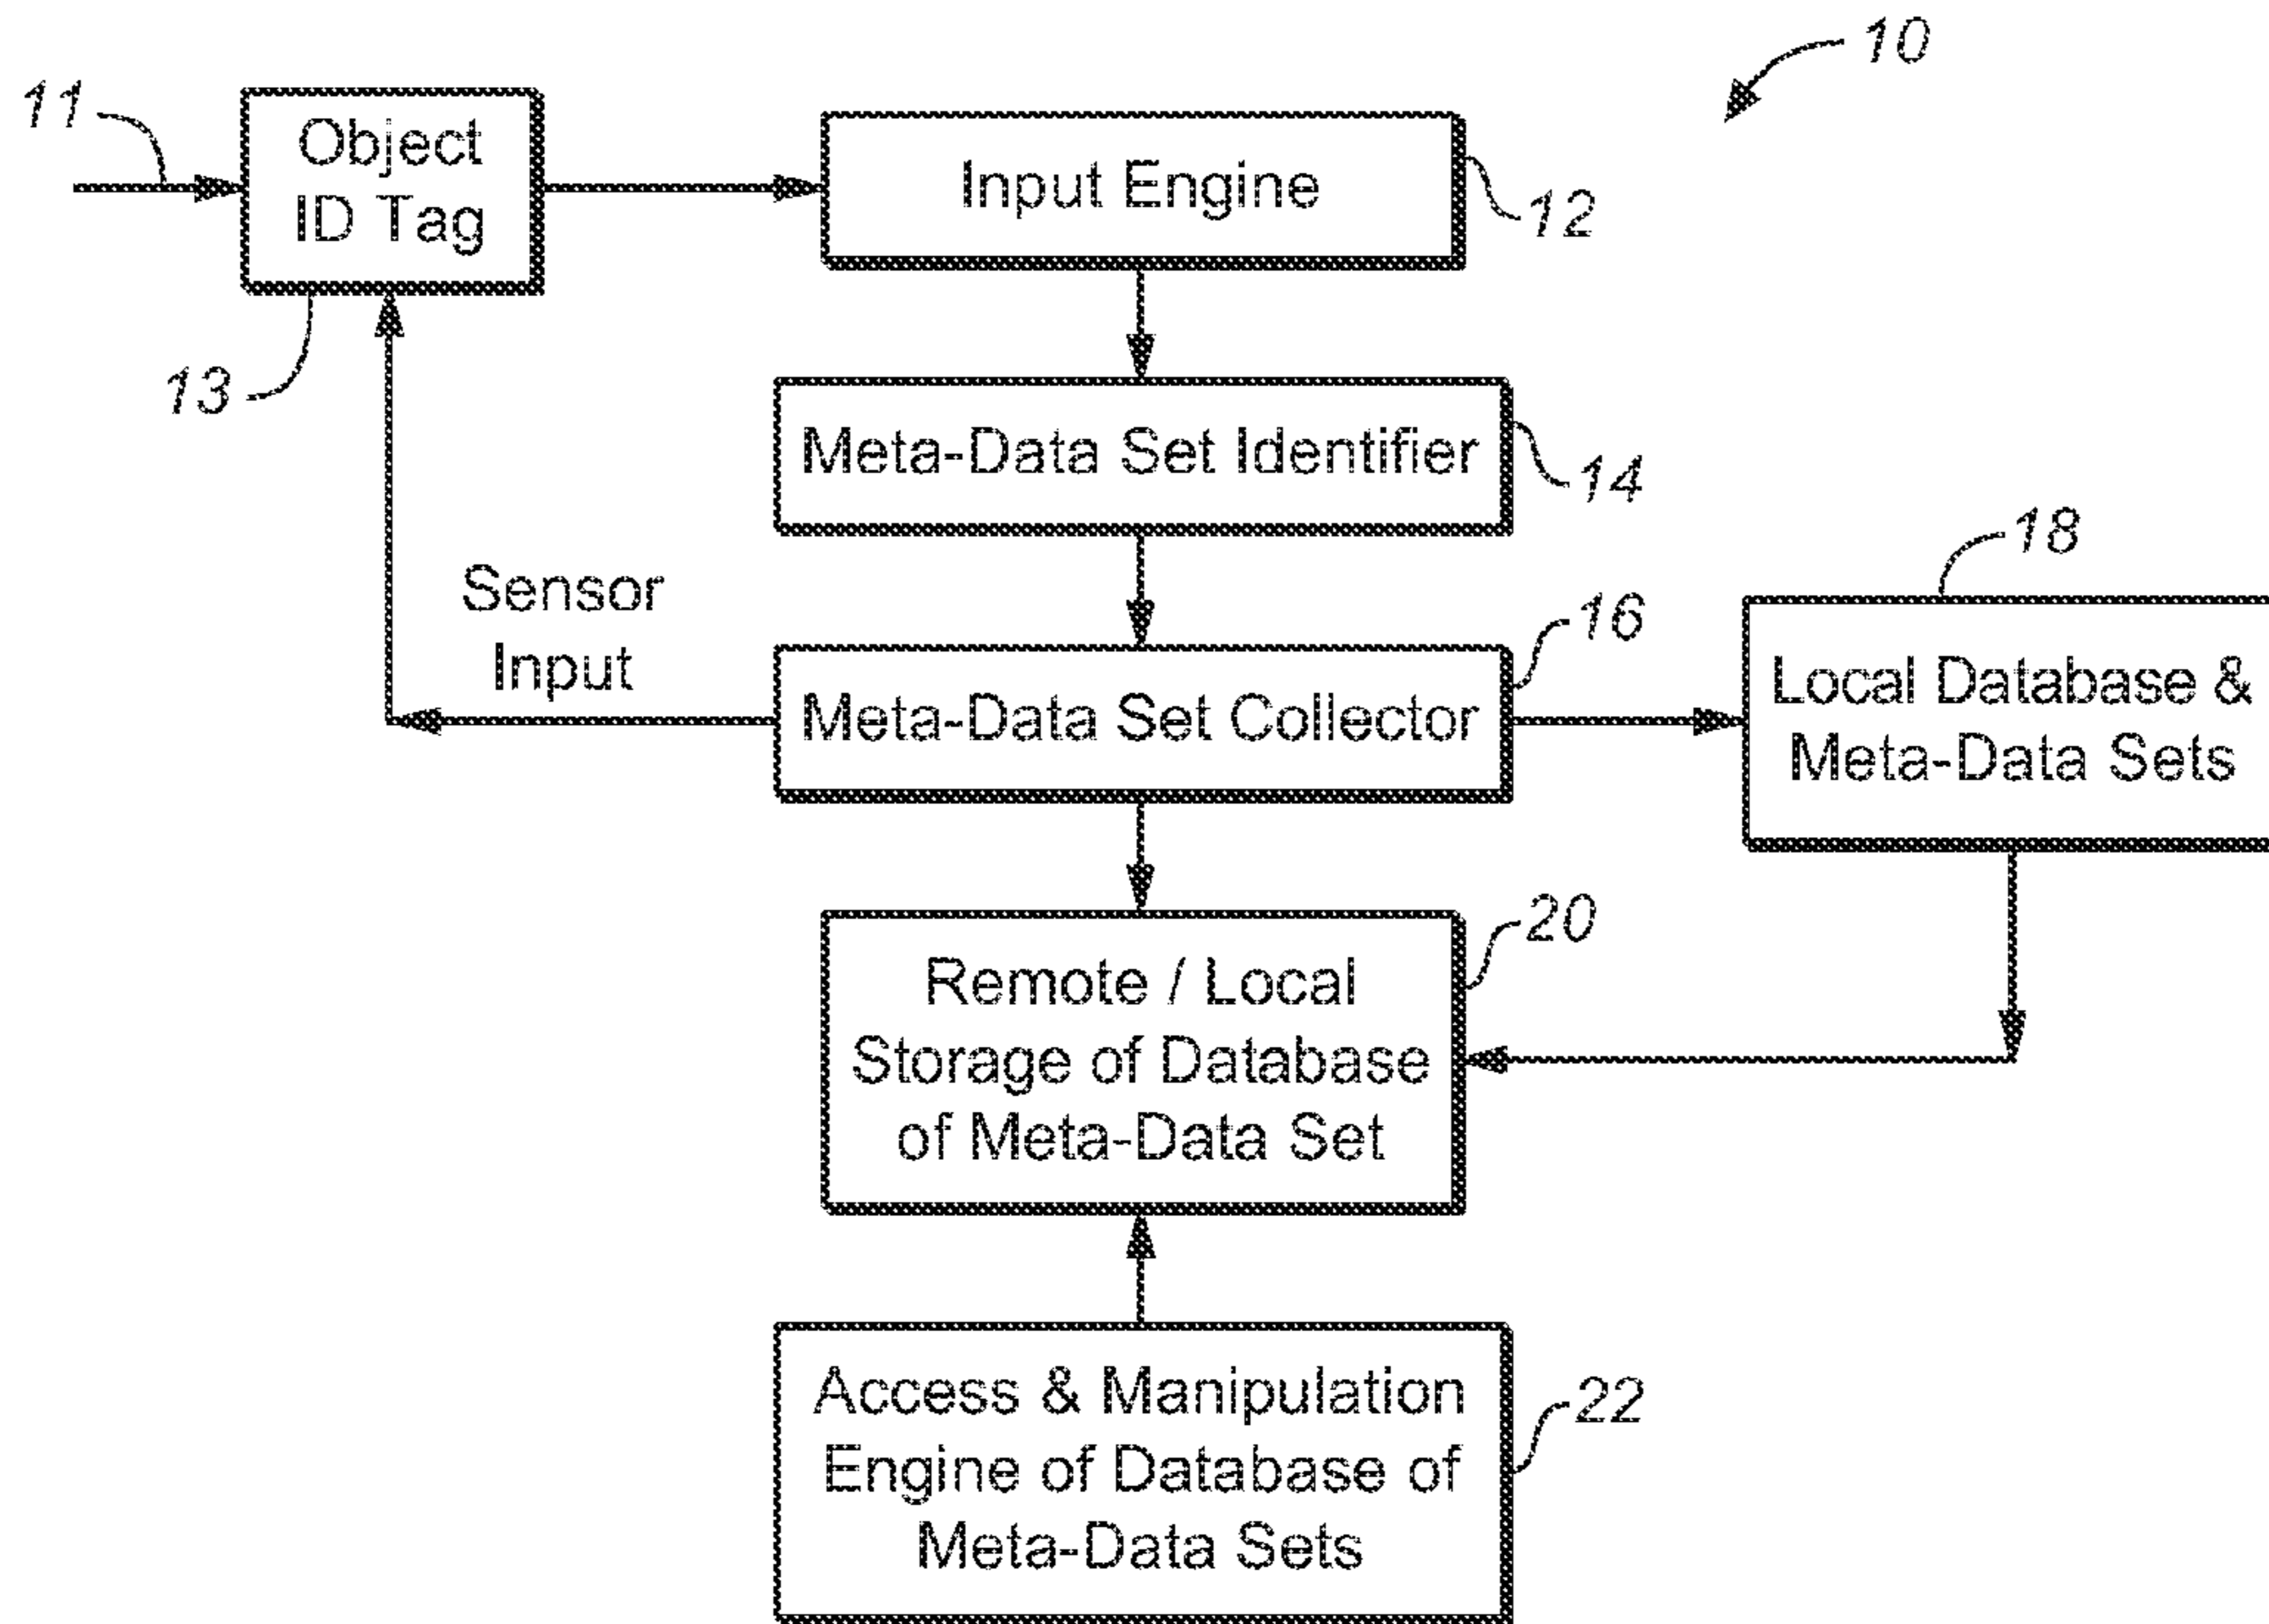 10
11
Object
ID Tag
13
Input Engine
12
Meta-Data Set Identifier
14
Sensor
Input
Meta-Data Set Collector
16
18
Local Database &
Meta-Data Sets
Remote / Local
Storage of Database
of Meta-Data Set
20
Access & Manipulation
Engine of Database of
Meta-Data Sets
22